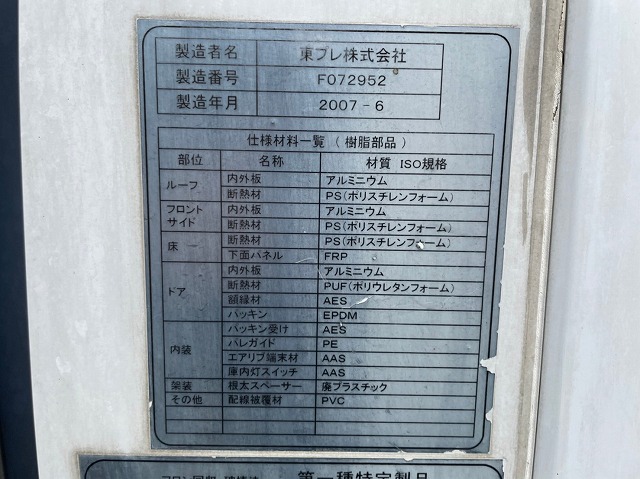 製造者名 東プレ株式会社
製造番号 F072952
製造年月 2007-6
仕様材料一覧(樹脂部品)
部位 名称 材質 ISO規格
ルーフ 内外板 アルミニウム
断熱材 PS(ポリスチレンフォーム)
フロント サイド 内外板 アルミニウム
断熱材 PS(ポリスチレンフォーム)
床 断熱材 PS(ポリスチレンフォーム)
下面パネル FRP
ドア 内外板 アルミニウム
断熱材 PUF(ポリウレタンフォーム)
額縁材 AES
パッキン EPDM
内装 パッキン受け AES
バレガイド PE
エアリブ端末材 AAS
庫内灯スイッチ AAS
架装 根太スペーサー 廃プラスチック
その他 配線被覆材 PVC
第一種特定製品